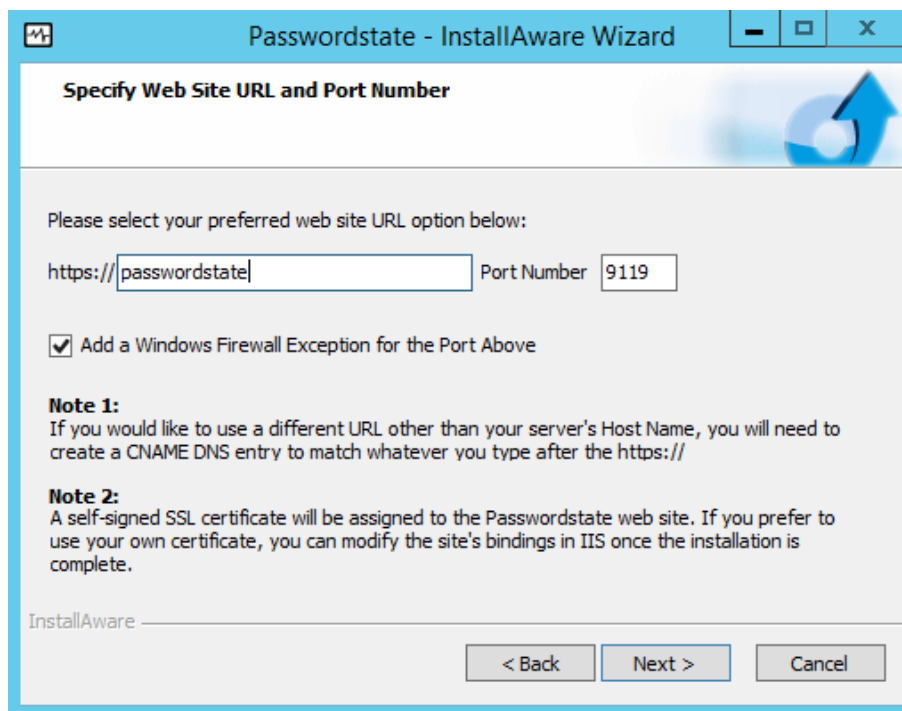 Passwordstate - InstallAware Wizard
Specify Web Site URL and Port Number
Please select your preferred web site URL option below:
https:// passwordstate Port Number 9119
Add a Windows Firewall Exception for the Port Above
Note 1:
If you would like to use a different URL other than your server's Host Name, you will need to
create a CNAME DNS entry to match whatever you type after the https://
Note 2:
A self-signed SSL certificate will be assigned to the Passwordstate web site. If you prefer to
use your own certificate, you can modify the site's bindings in IIS once the installation is
complete.
InstallAware
< Back Next > Cancel